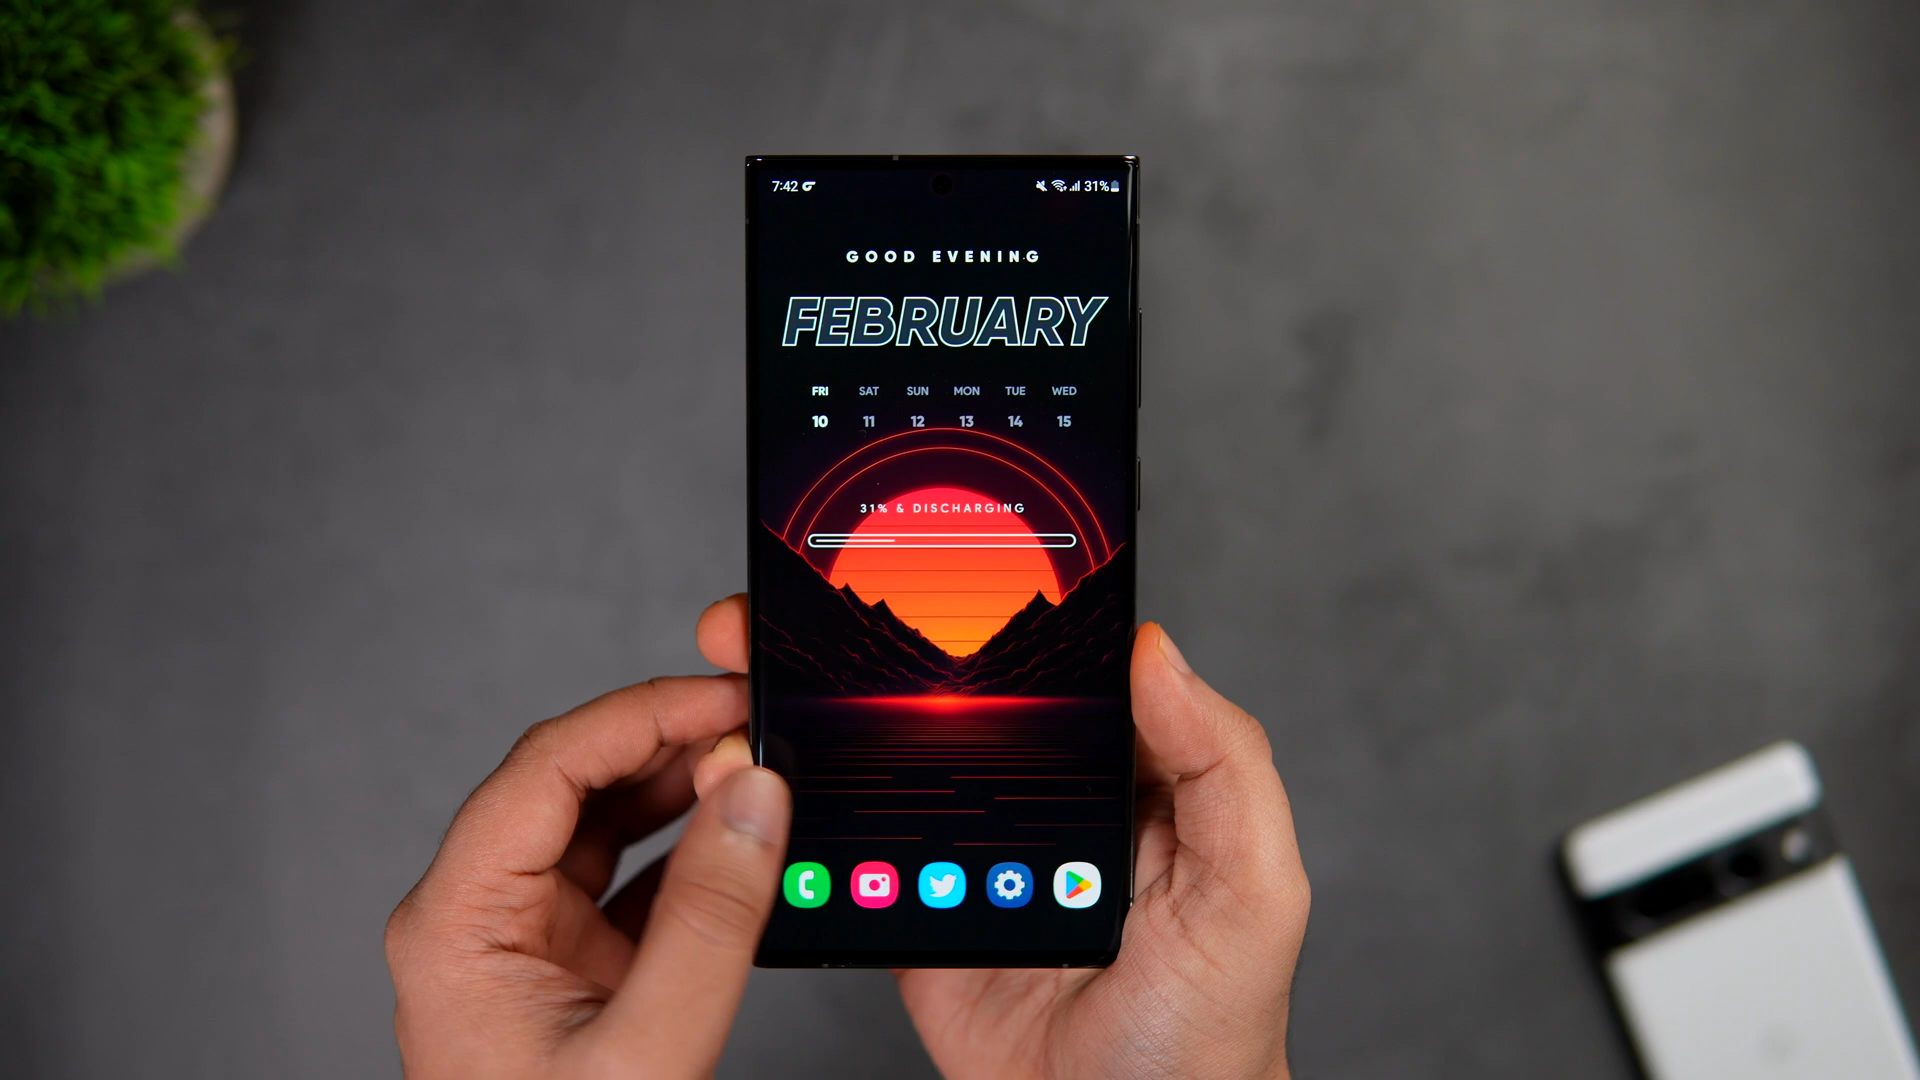 7:42
31%
GOOD EVENING
FEBRUARY
FRI SAT SUN MON TUE WED
10 11 12 13 14 15
31% & DISCHARGING